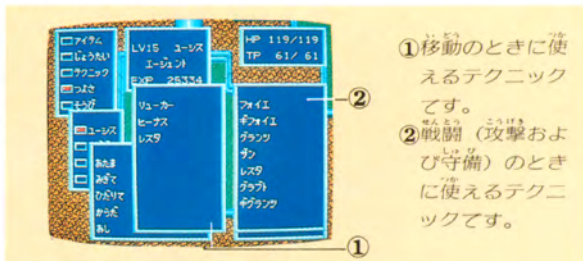 アイテム
じょうたい
テクニック
つよさ
そうび
LV15 ユーシス
エージェント
EXP 25334
HP 119/119
TP 61/ 61
ユーシス
あたま
みぎて
ひだりて
からだ
あし
リューカー
ヒーナス
レスタ
フォイエ
ギフォイエ
グランツ
ザン
レスタ
グラブト
ギグランツ
②
①
①移動のときに使
えるテクニック
です。
②戦闘（攻撃およ
び守備）のとき
に使えるテクニ
ックです。